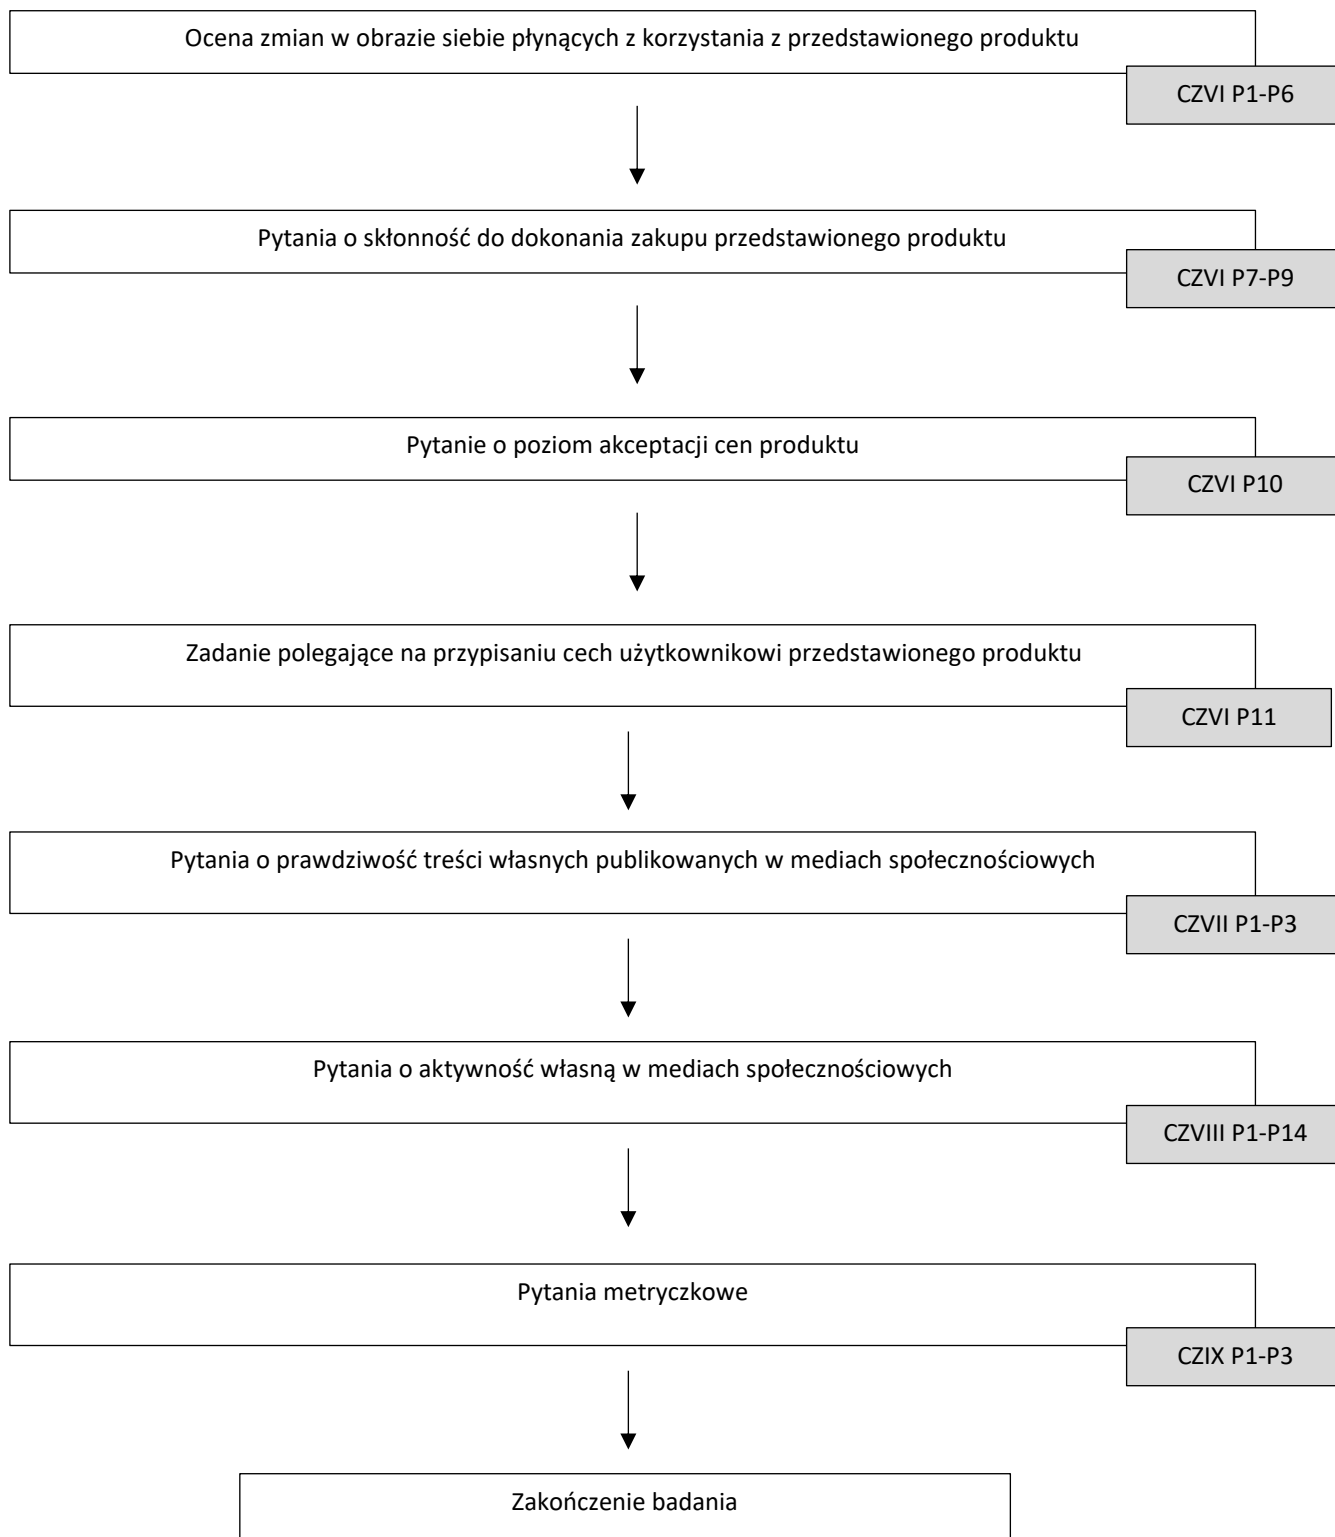 Ocena zmian w obrazie siebie płynących z korzystania z przedstawionego produktu
CZVI P1-P6
Pytania o skłonność do dokonania zakupu przedstawionego produktu
CZVI P7-P9
Pytanie o poziom akceptacji cen produktu
CZVI P10
Zadanie polegające na przypisaniu cech użytkownikowi przedstawionego produktu
CZVI P11
Pytania o prawdziwość treści własnych publikowanych w mediach społecznościowych
CZVII P1-P3
Pytania o aktywność własną w mediach społecznościowych
CZVIII P1-P14
Pytania metryczkowe
CZIX P1-P3
Zakończenie badania